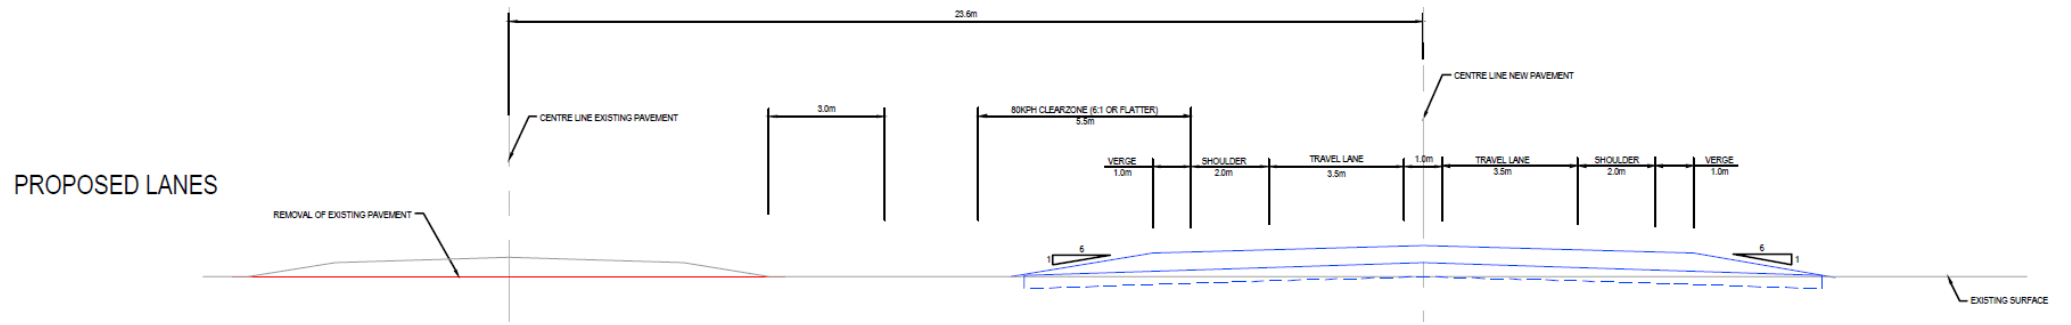 23.6m
CENTRE LINE NEW PAVEMENT
3.0m
80KPH CLEARZONE (6:1 OR FLATTER)
5.5m
CENTRE LINE EXISTING PAVEMENT
VERGE
1.0m
SHOULDER
2.0m
TRAVEL LANE
3.5m
1.0m
TRAVEL LANE
3.5m
SHOULDER
2.0m
VERGE
1.0m
PROPOSED LANES
REMOVAL OF EXISTING PAVEMENT
6
1
6
1
EXISTING SURFACE